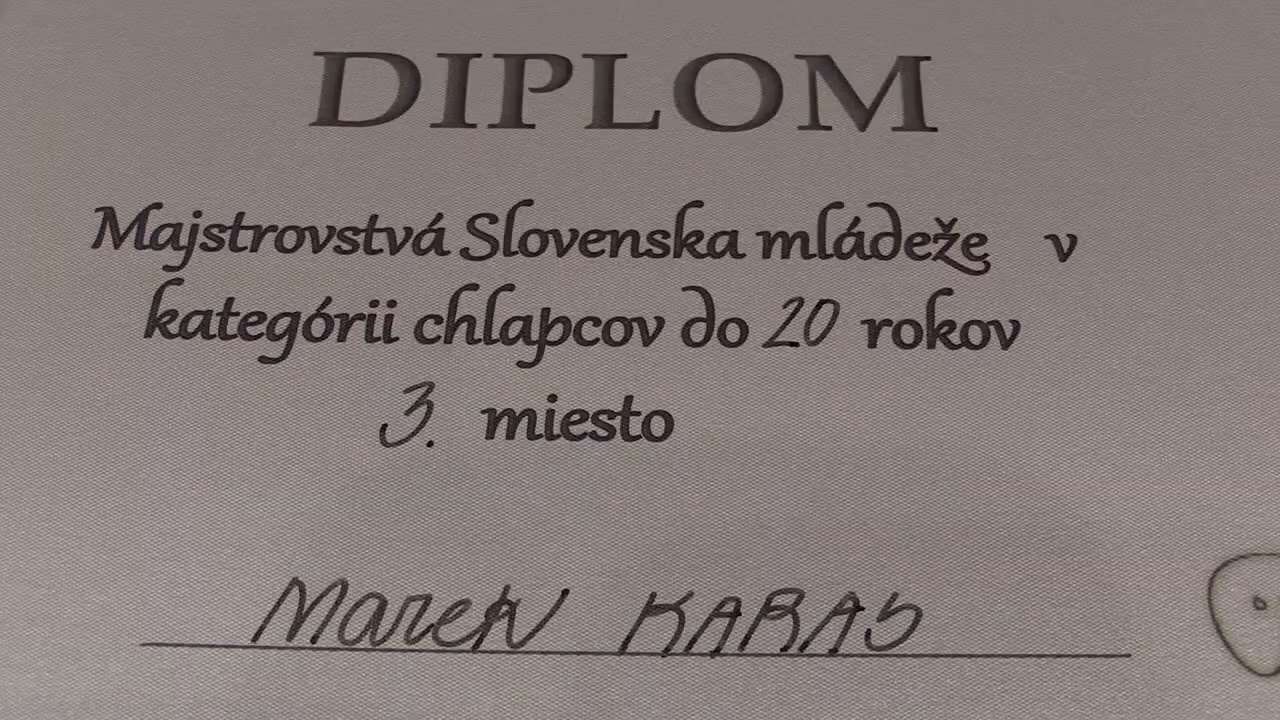 DIPLOM
Majstrovstvá Slovenska mládeže v
kategórii chlapcov do 20 rokov
3. miesto
Marek KARAS